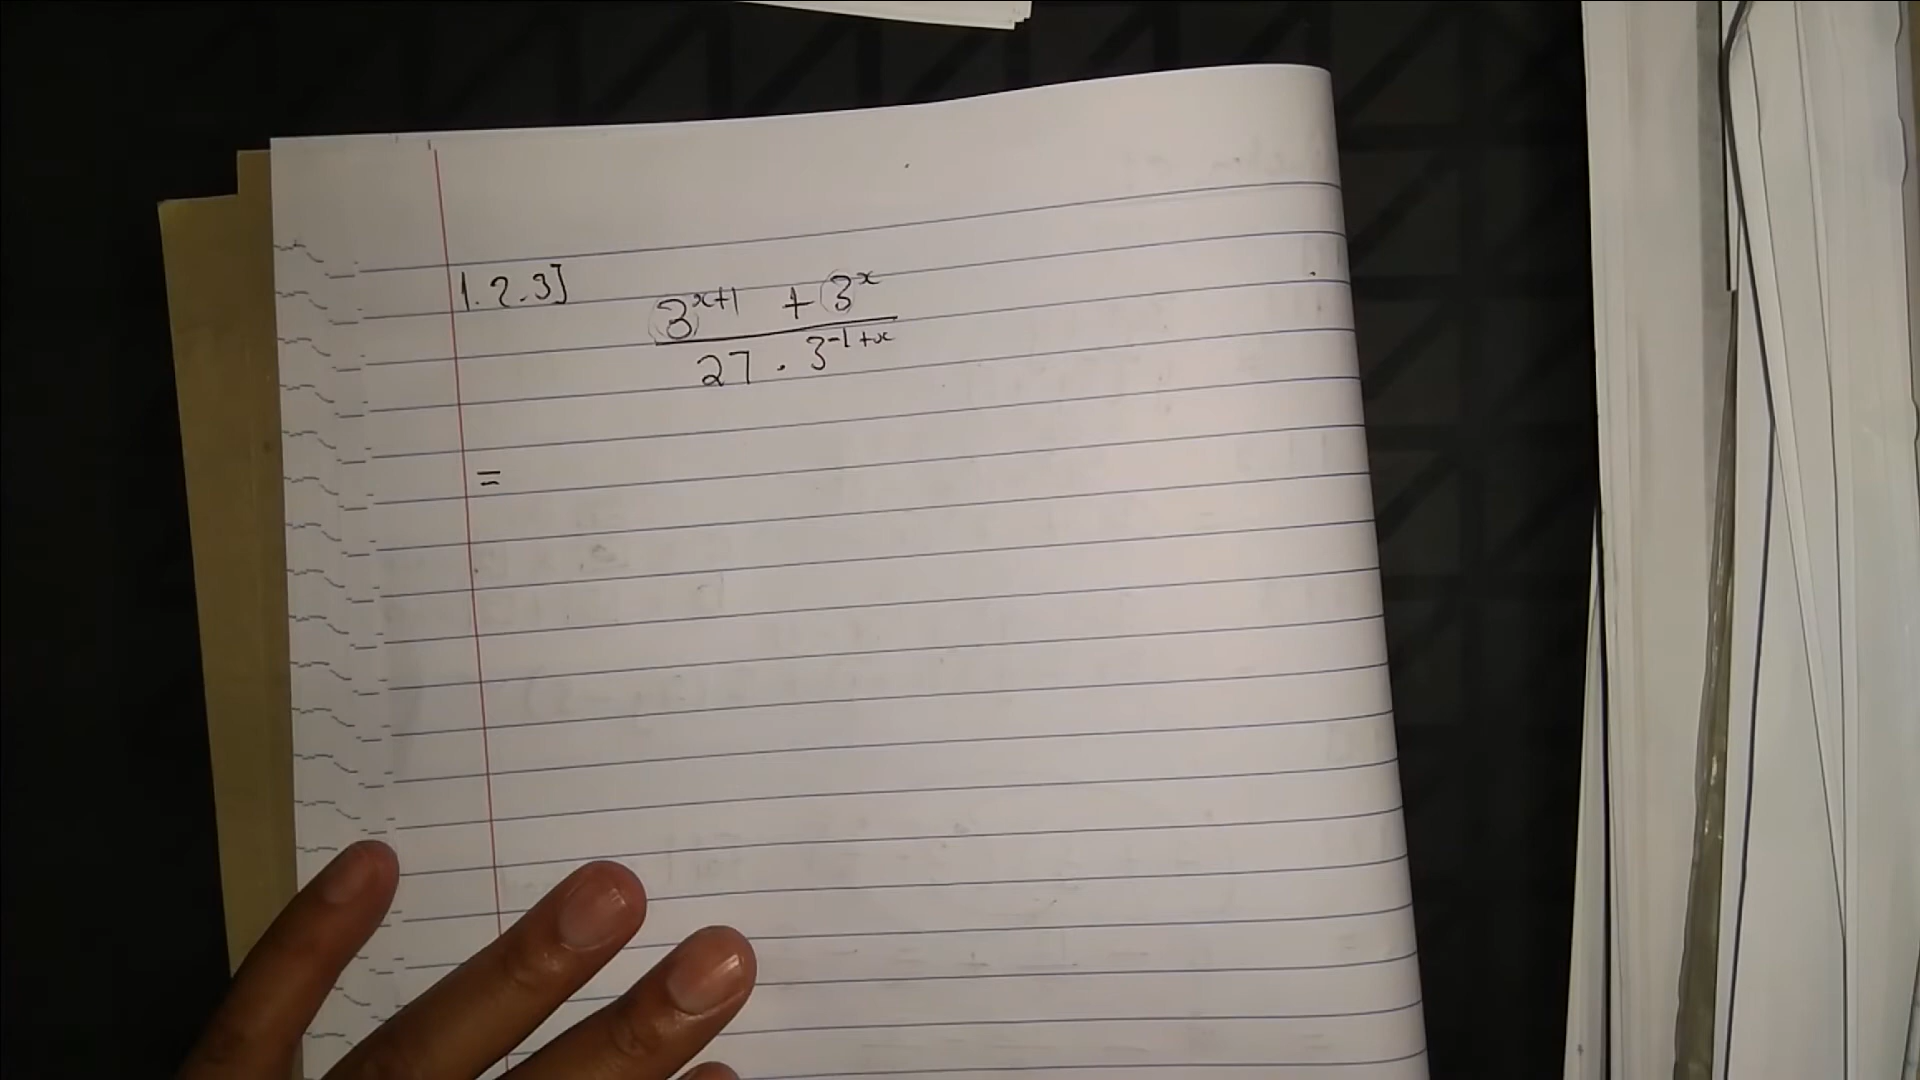 1.2.3] (3^(x+1) + 3^x) / (27 . 3^(-1+x))
=